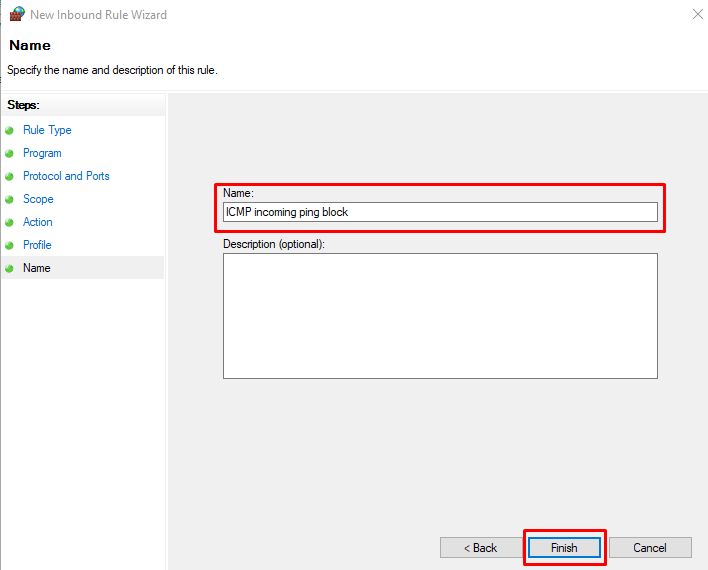 New Inbound Rule Wizard
Name
Specify the name and description of this rule.
Steps:
Rule Type
Program
Protocol and Ports
Scope
Action
Profile
Name
Name:
ICMP incoming ping block
Description (optional):
< Back
Finish
Cancel